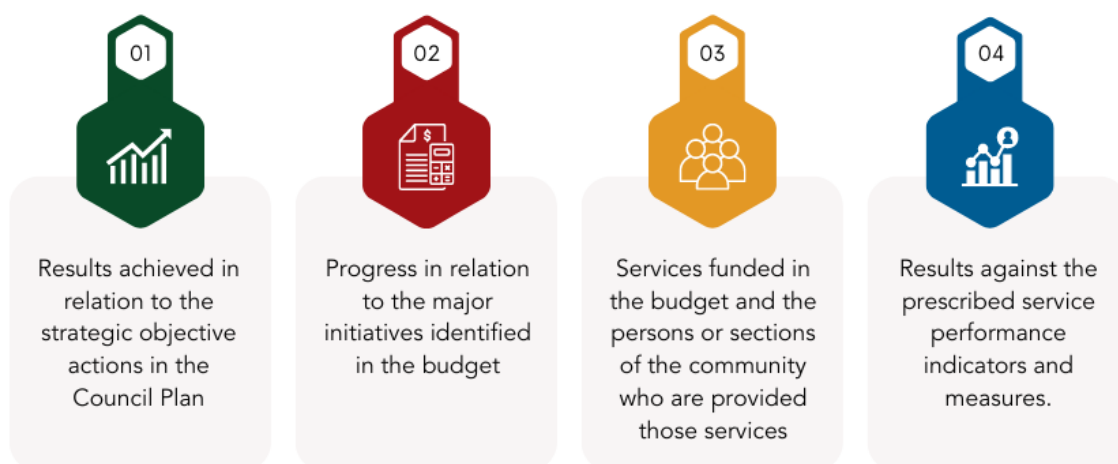 01
Results achieved in
relation to the
strategic objective
actions in the
Council Plan
02
$
Progress in relation
to the major
initiatives identified
in the budget
03
Services funded in
the budget and the
persons or sections
of the community
who are provided
those services
04
Results against the
prescribed service
performance
indicators and
measures.